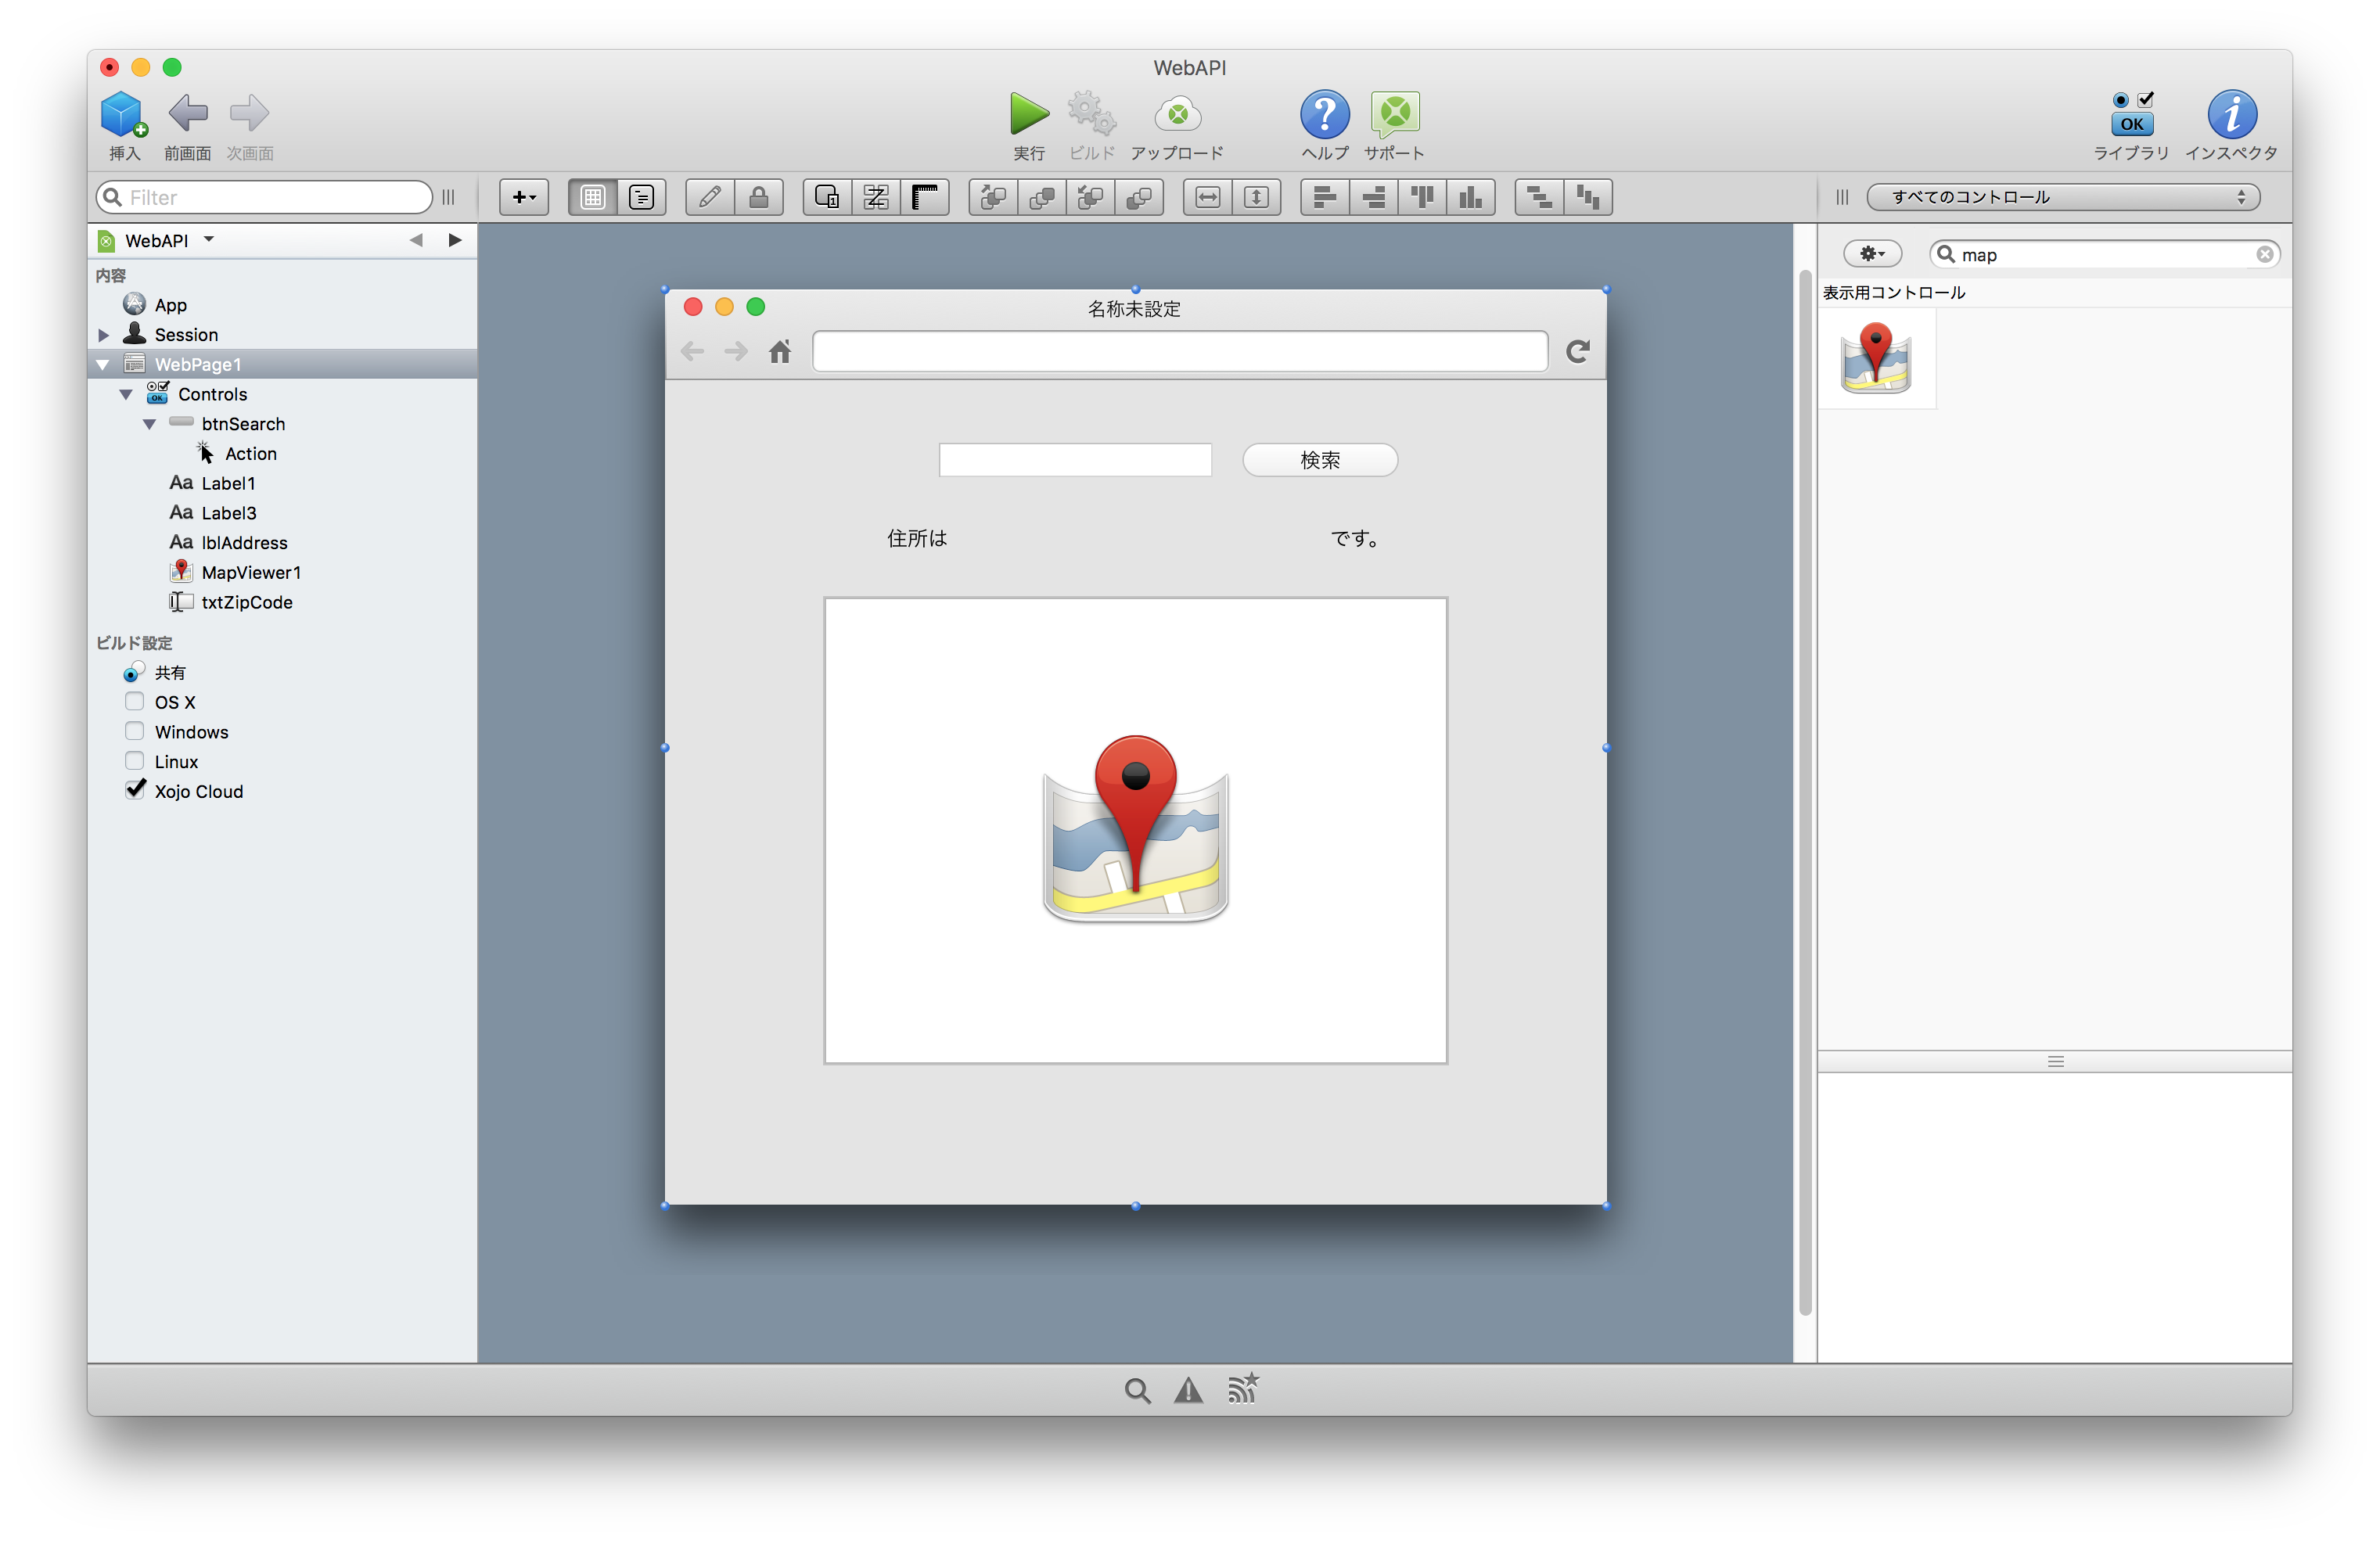 WebAPI
挿入
前画面
次画面
実行
ビルド
アップロード
ヘルプ
サポート
OK
ライブラリ
インスペクタ
Filter
すべてのコントロール
WebAPI
map
内容
表示用コントロール
App
Session
WebPage1
Controls
btnSearch
Action
Aa Label1
Aa Label3
Aa lblAddress
MapViewer1
txtZipCode
ビルド設定
共有
OS X
Windows
Linux
Xojo Cloud
名称未設定
検索
住所は
です。